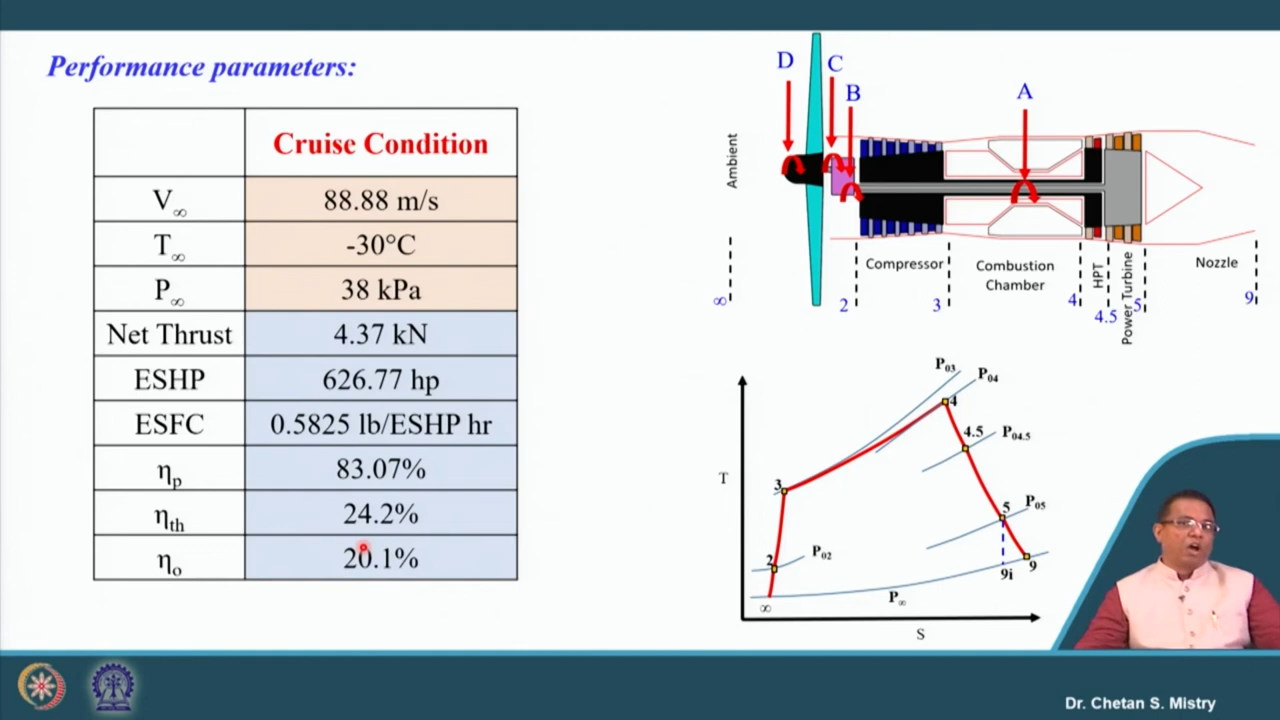 Performance parameters:
Cruise Condition
V∞ 88.88 m/s
T∞ -30°C
P∞ 38 kPa
Net Thrust 4.37 kN
ESHP 626.77 hp
ESFC 0.5825 lb/ESHP hr
ηp 83.07%
ηth 24.2%
ηo 20.1%
D C B A
Ambient
Compressor
Combustion
Chamber
HPT
Power Turbine
Nozzle
∞ 2 3 4 4.5 5 9
P03
P04
4
4.5 P04.5
T
3
5 P05
2 P02
9
9i
P∞
∞
S
Dr. Chetan S. Mistry